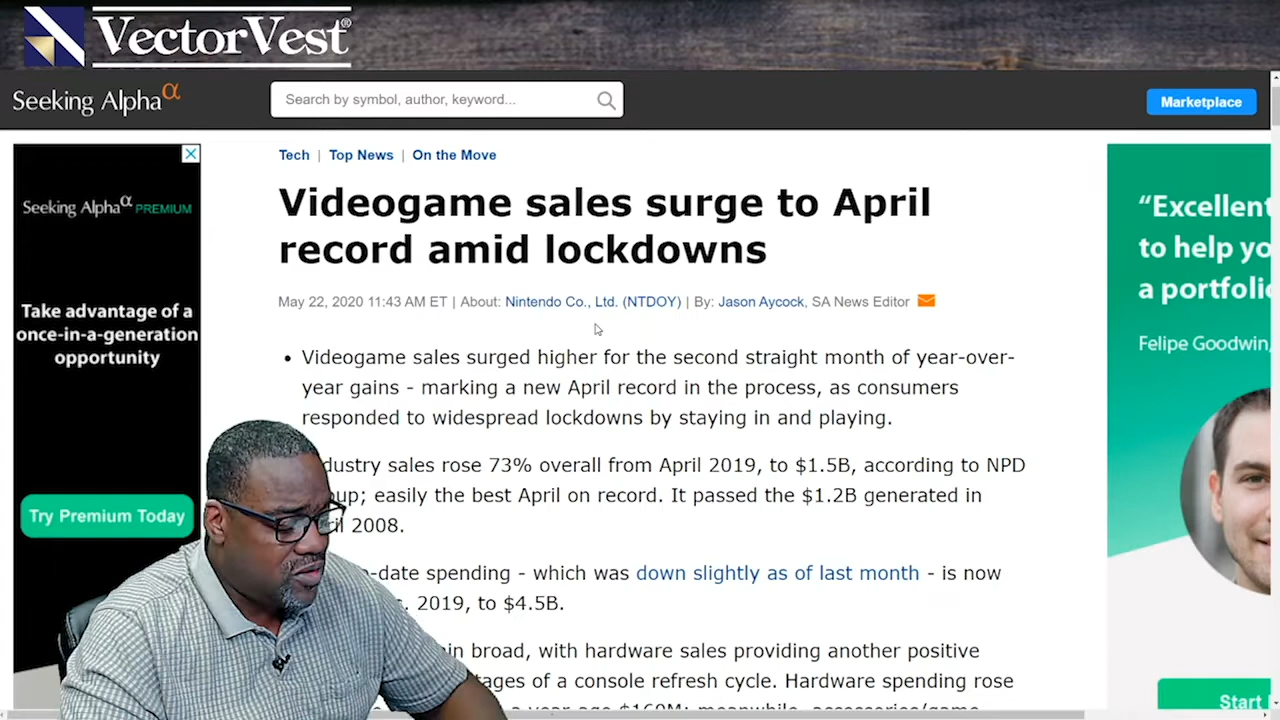 VectorVest®
Seeking Alpha α
Search by symbol, author, keyword...
Marketplace
Seeking Alpha α PREMIUM
Take advantage of a
once-in-a-generation
opportunity
Try Premium Today
Tech | Top News | On the Move
Videogame sales surge to April
record amid lockdowns
May 22, 2020 11:43 AM ET | About: Nintendo Co., Ltd. (NTDOY) | By: Jason Aycock, SA News Editor
• Videogame sales surged higher for the second straight month of year-over-
year gains - marking a new April record in the process, as consumers
responded to widespread lockdowns by staying in and playing.
dustry sales rose 73% overall from April 2019, to $1.5B, according to NPD
up; easily the best April on record. It passed the $1.2B generated in
il 2008.
-date spending - which was down slightly as of last month - is now
. 2019, to $4.5B.
in broad, with hardware sales providing another positive
tages of a console refresh cycle. Hardware spending rose
a year-ago $160M; meanwhile, accessories/game
“Excellent
to help yo
a portfolio
Felipe Goodwin,
Start